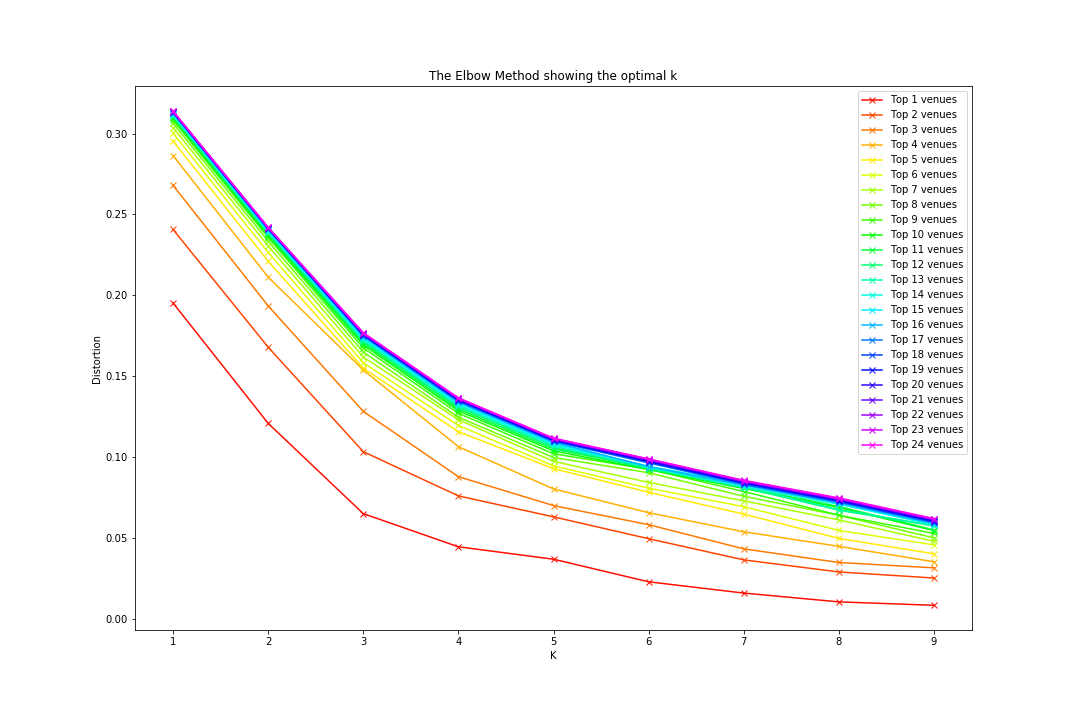 The Elbow Method showing the optimal k
Top 1 venues
Top 2 venues
Top 3 venues
Top 4 venues
Top 5 venues
Top 6 venues
Top 7 venues
Top 8 venues
Top 9 venues
Top 10 venues
Top 11 venues
Top 12 venues
Top 13 venues
Top 14 venues
Top 15 venues
Top 16 venues
Top 17 venues
Top 18 venues
Top 19 venues
Top 20 venues
Top 21 venues
Top 22 venues
Top 23 venues
Top 24 venues
Distortion
0.30
0.25
0.20
0.15
0.10
0.05
0.00
1 2 3 4 5 6 7 8 9
K